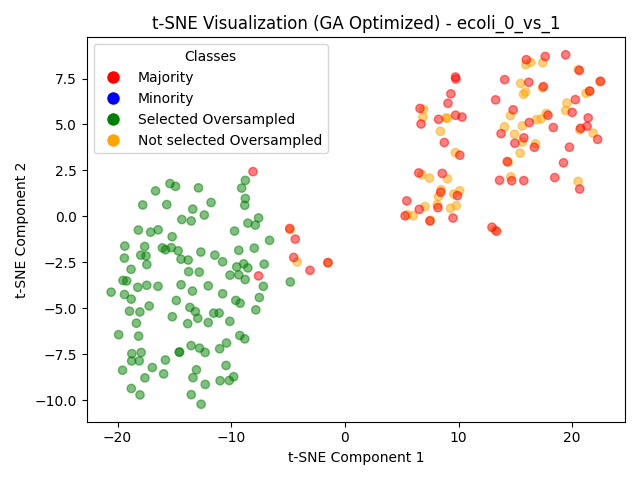 t-SNE Visualization (GA Optimized) - ecoli_0_vs_1
Classes
Majority
Minority
Selected Oversampled
Not selected Oversampled
t-SNE Component 2
7.5
5.0
2.5
0.0
−2.5
−5.0
−7.5
−10.0
−20
−10
0
10
20
t-SNE Component 1